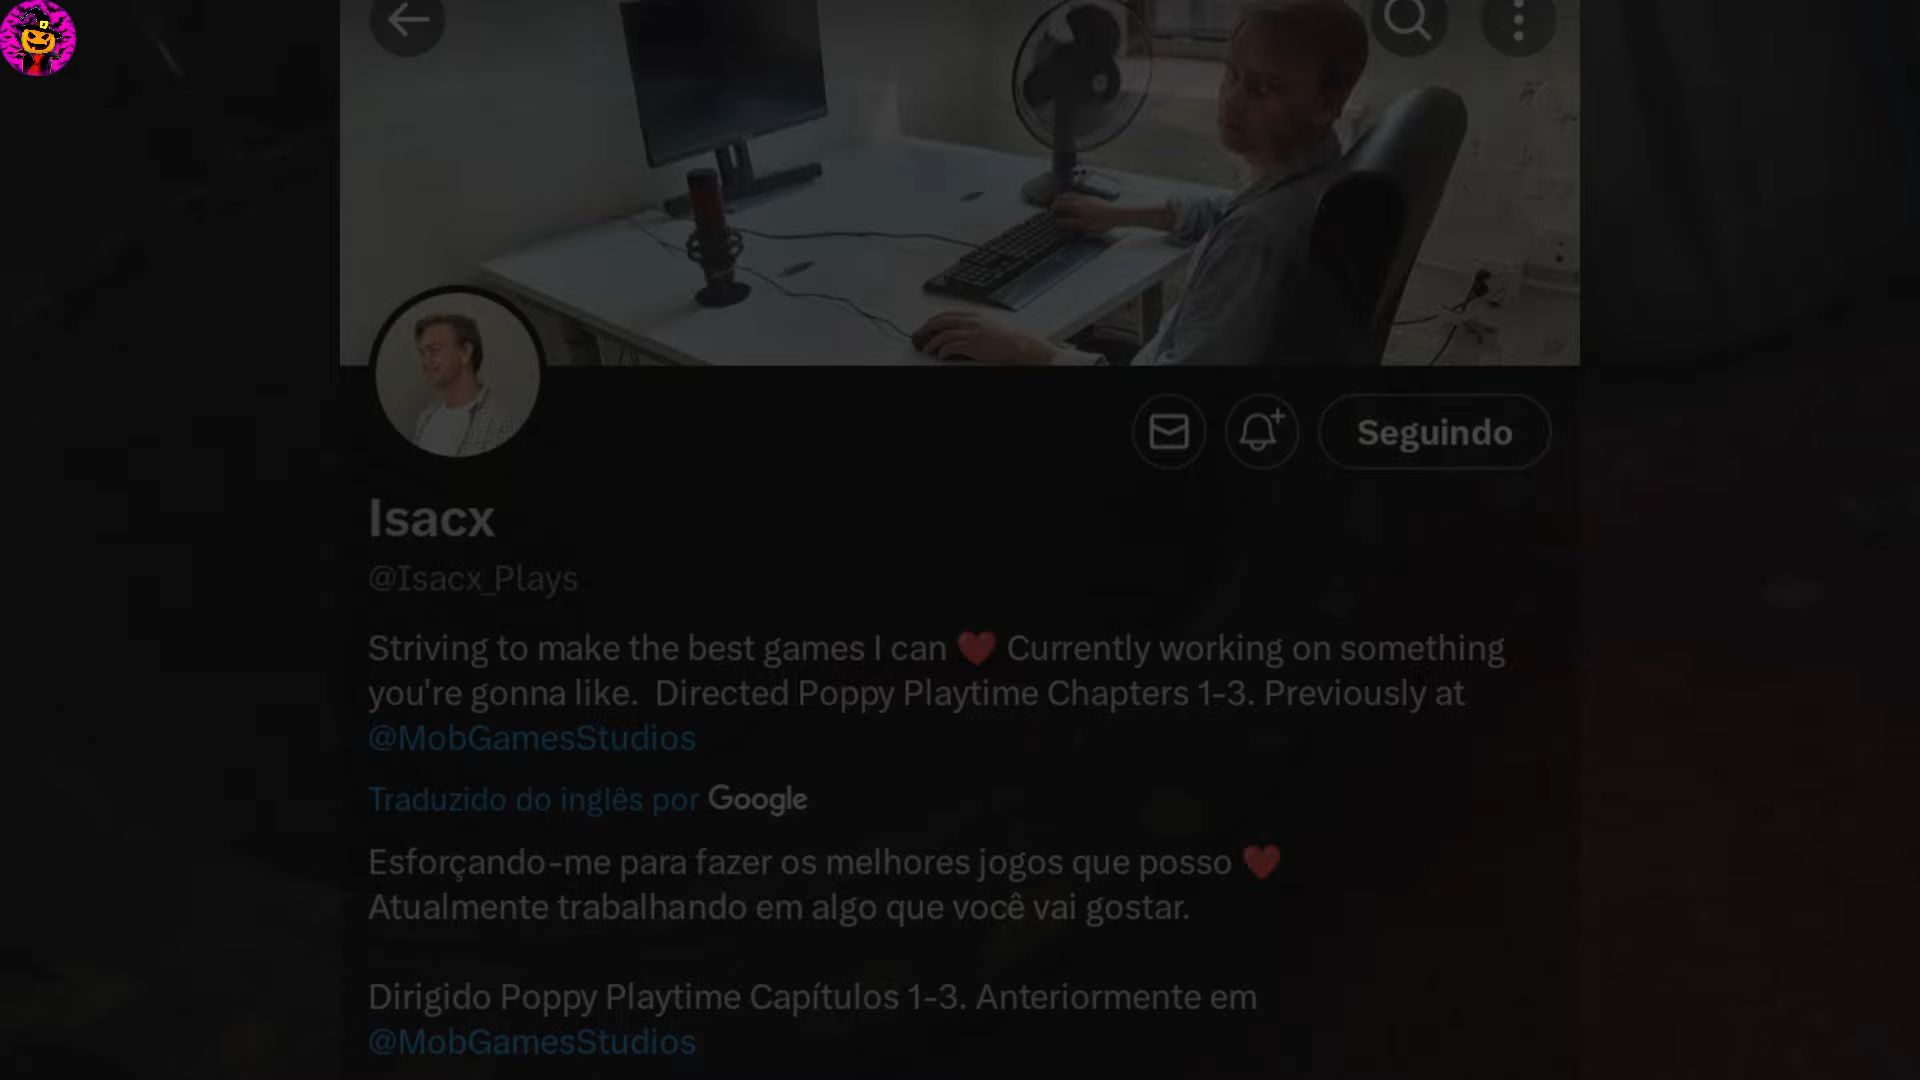 Seguindo
Isacx
@Isacx_Plays
Striving to make the best games I can ❤️ Currently working on something
you're gonna like.  Directed Poppy Playtime Chapters 1-3. Previously at
@MobGamesStudios
Traduzido do inglês por Google
Esforçando-me para fazer os melhores jogos que posso ❤️
Atualmente trabalhando em algo que você vai gostar.
Dirigido Poppy Playtime Capítulos 1-3. Anteriormente em
@MobGamesStudios